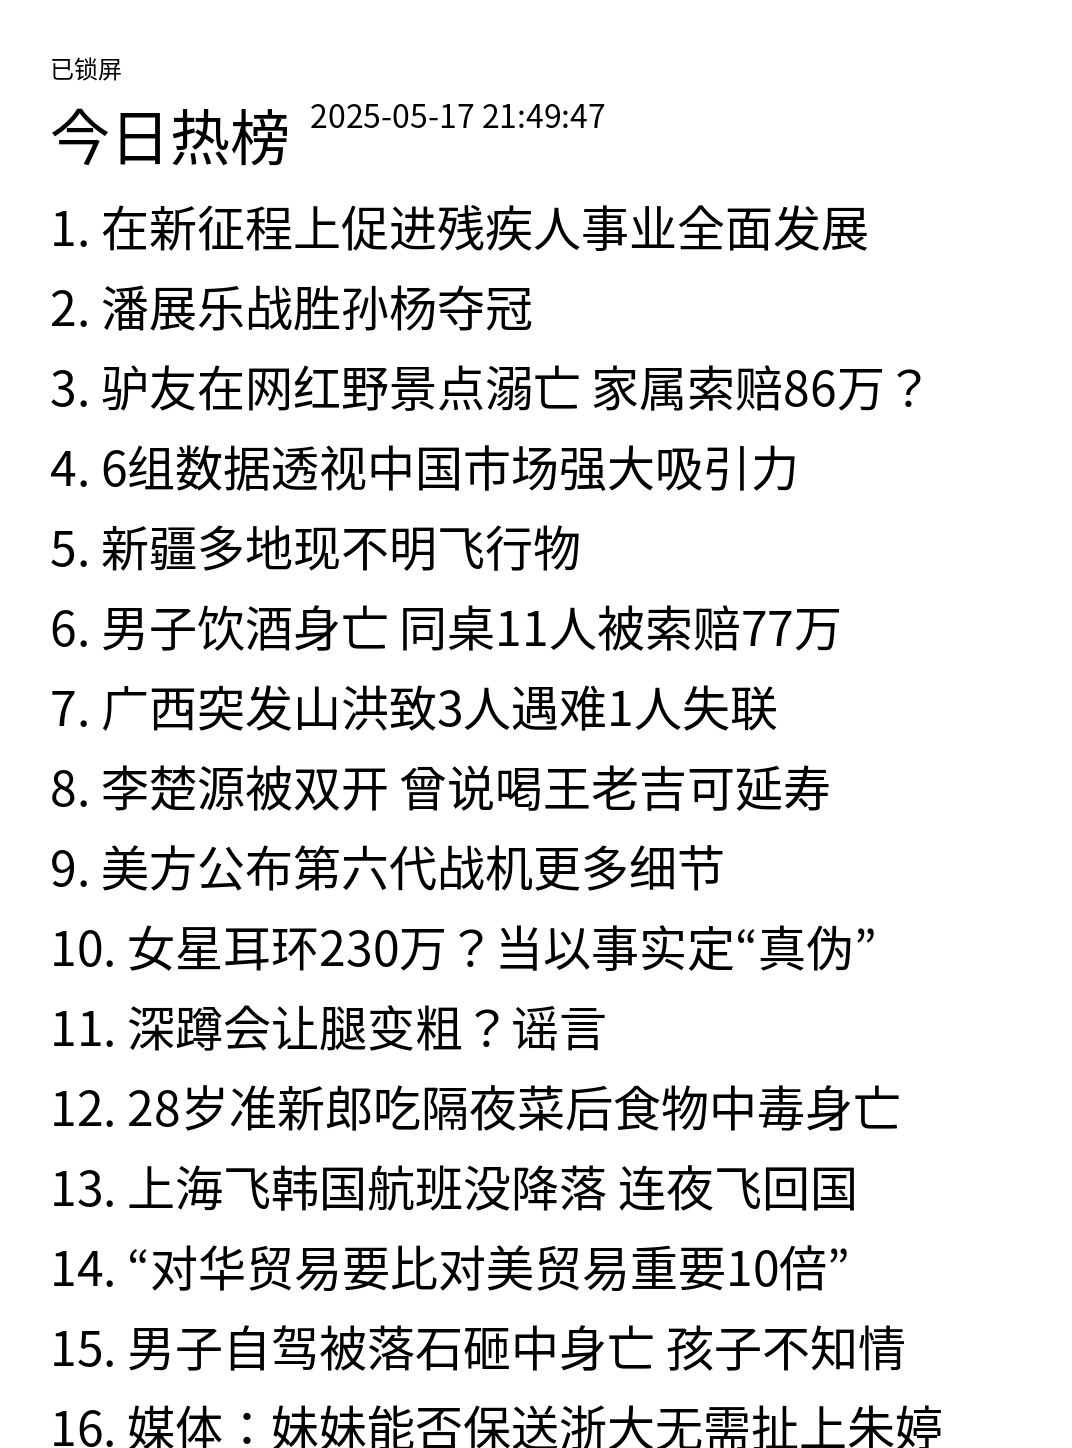 已锁屏
今日热榜 2025-05-17 21:49:47
1. 在新征程上促进残疾人事业全面发展
2. 潘展乐战胜孙杨夺冠
3. 驴友在网红野景点溺亡 家属索赔86万？
4. 6组数据透视中国市场强大吸引力
5. 新疆多地现不明飞行物
6. 男子饮酒身亡 同桌11人被索赔77万
7. 广西突发山洪致3人遇难1人失联
8. 李楚源被双开 曾说喝王老吉可延寿
9. 美方公布第六代战机更多细节
10. 女星耳环230万？当以事实定“真伪”
11. 深蹲会让腿变粗？谣言
12. 28岁准新郎吃隔夜菜后食物中毒身亡
13. 上海飞韩国航班没降落 连夜飞回国
14. “对华贸易要比对美贸易重要10倍”
15. 男子自驾被落石砸中身亡 孩子不知情
16. 媒体：妹妹能否保送浙大无需扯上朱婷